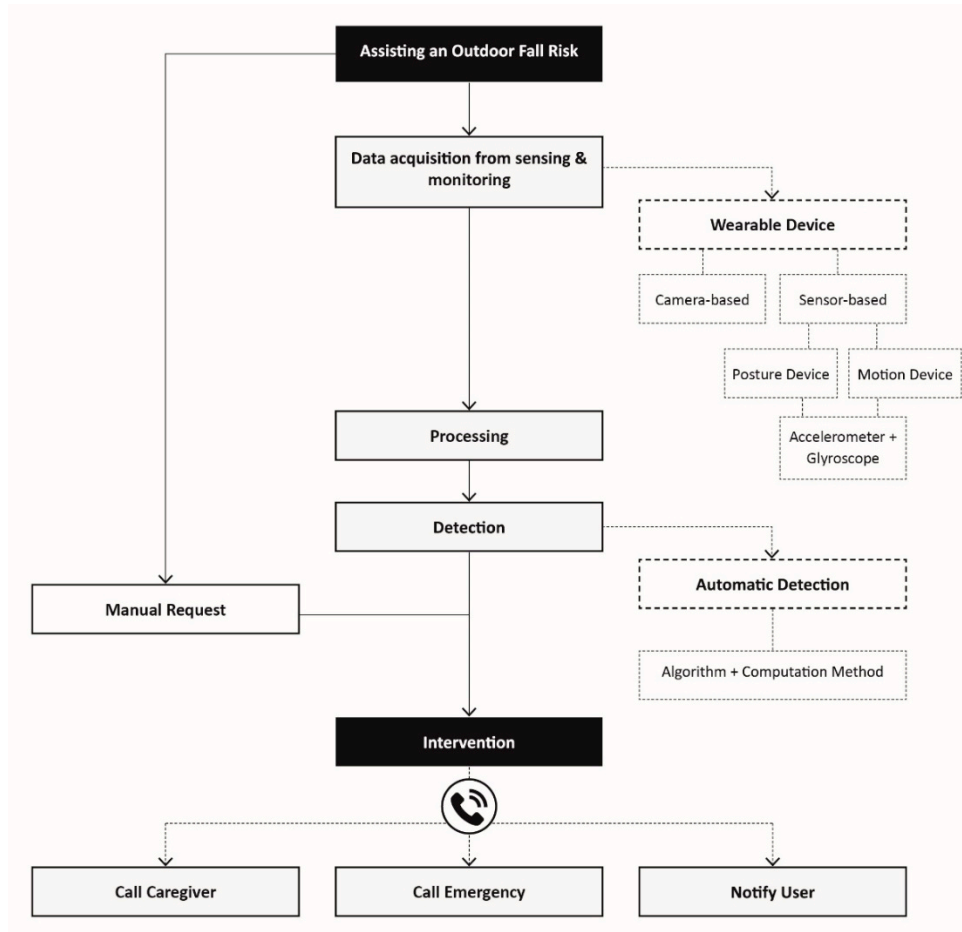 Assisting an Outdoor Fall Risk
Data acquisition from sensing &
monitoring
Wearable Device
Camera-based
Sensor-based
Posture Device
Motion Device
Accelerometer +
Glyroscope
Processing
Detection
Automatic Detection
Manual Request
Algorithm + Computation Method
Intervention
Call Caregiver
Call Emergency
Notify User